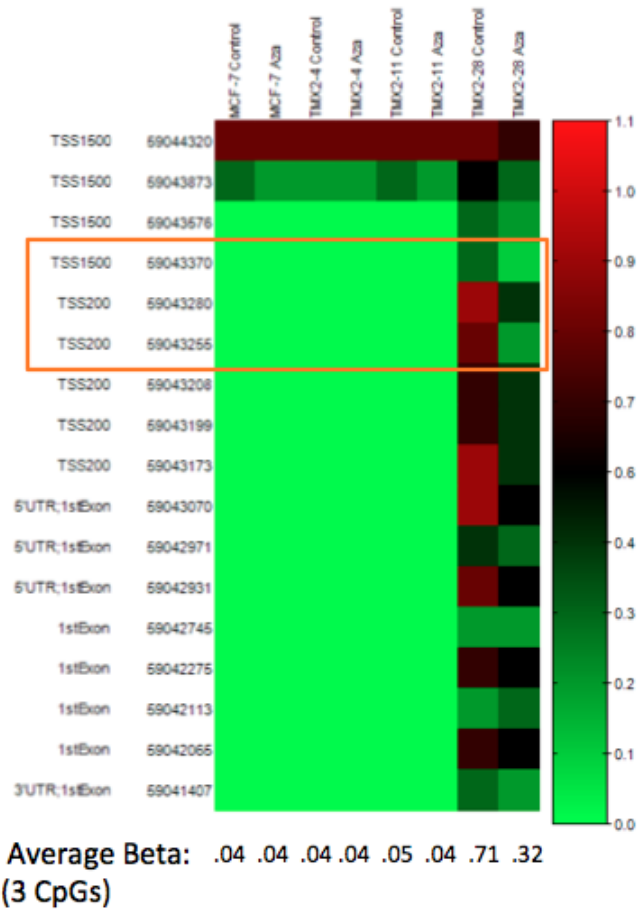 MCF-7 Control
MCF-7 Aza
TMX2-4 Control
TMX2-4 Aza
TMX2-11 Control
TMX2-11 Aza
TMX2-28 Control
TMX2-28 Aza
TSS1500 59044320
TSS1500 59043873
TSS1500 59043576
TSS1500 59043370
TSS200 59043280
TSS200 59043255
TSS200 59043208
TSS200 59043199
TSS200 59043173
5'UTR;1stExon 59043070
5'UTR;1stExon 59042971
5'UTR;1stExon 59042931
1stExon 59042745
1stExon 59042275
1stExon 59042113
1stExon 59042065
3'UTR;1stExon 59041407
1.1
1.0
0.9
0.8
0.7
0.6
0.5
0.4
0.3
0.2
0.1
0.0
Average Beta: .04 .04 .04 .04 .05 .04 .71 .32
(3 CpGs)